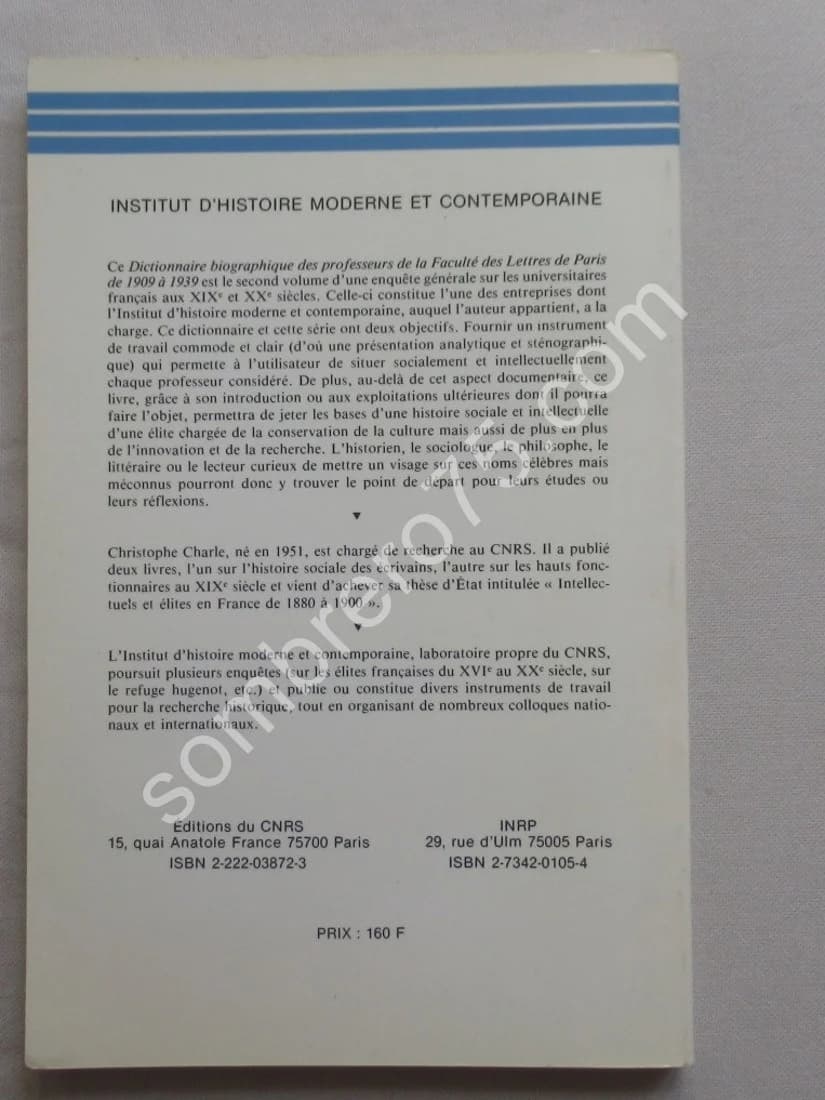 INSTITUT D'HISTOIRE MODERNE ET CONTEMPORAINE
Ce Dictionnaire biographique des professeurs de la Faculté des Lettres de Paris
de 1909 à 1939 est le second volume d'une enquête générale sur les universitaires
français aux XIXe et XXe siècles. Celle-ci constitue l'une des entreprises dont
l'Institut d'histoire moderne et contemporaine, auquel l'auteur appartient, a la
charge. Ce dictionnaire et cette série ont deux objectifs. Fournir un instrument
de travail commode et clair (d'où une présentation analytique et sténographi-
que) qui permette à l'utilisateur de situer socialement et intellectuellement
chaque professeur considéré. De plus, au-delà de cet aspect documentaire, ce
livre, grâce à son introduction ou aux exploitations ultérieures dont il pourra
faire l'objet, permettra de jeter les bases d'une histoire sociale et intellectuelle
d'une élite chargée de la conservation de la culture mais aussi de plus en plus
de l'innovation et de la recherche. L'historien, le sociologue, le philosophe, le
littéraire ou le lecteur curieux de mettre un visage sur ces noms célèbres mais
méconnus pourront donc y trouver le point de départ pour leurs études ou
leurs réflexions.
Christophe Charle, né en 1951, est chargé de recherche au CNRS. Il a publié
deux livres, l'un sur l'histoire sociale des écrivains, l'autre sur les hauts fonc-
tionnaires au XIXe siècle et vient d'achever sa thèse d'État intitulée « Intellec-
tuels et élites en France de 1880 à 1900 ».
L'Institut d'histoire moderne et contemporaine, laboratoire propre du CNRS,
poursuit plusieurs enquêtes (sur les élites françaises du XVIe au XXe siècle, sur
le refuge hugenot, etc.) et publie ou constitue divers instruments de travail
pour la recherche historique, tout en organisant de nombreux colloques natio-
naux et internationaux.
Editions du CNRS
15, quai Anatole France 75700 Paris
ISBN 2-222-03872-3
INRP
29, rue d'Ulm 75005 Paris
ISBN 2-7342-0105-4
PRIX : 160 F
sombrero75.com